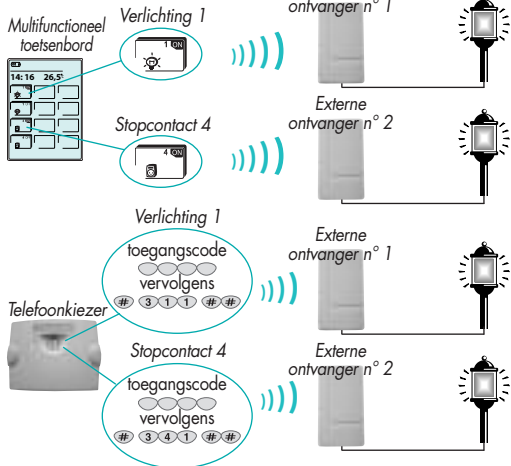 Verlichting 1
ontvanger n° 1
Multifunctioneel
toetsenbord
1 ON
14:16 26,5°
Stopcontact 4
Externe
ontvanger n° 2
4 ON
Verlichting 1
toegangscode
vervolgens
# 3 1 1 # #
Externe
ontvanger n° 1
Telefoonkiezer
Stopcontact 4
toegangscode
vervolgens
# 3 4 1 # #
Externe
ontvanger n° 2